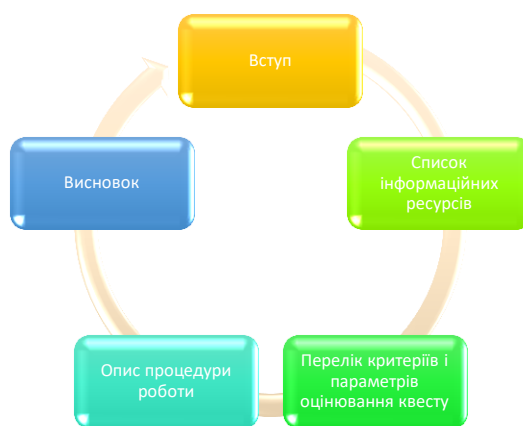 Вступ
Список
інформаційних
ресурсів
Перелік критеріїв і
параметрів
оцінювання квесту
Опис процедури
роботи
Висновок